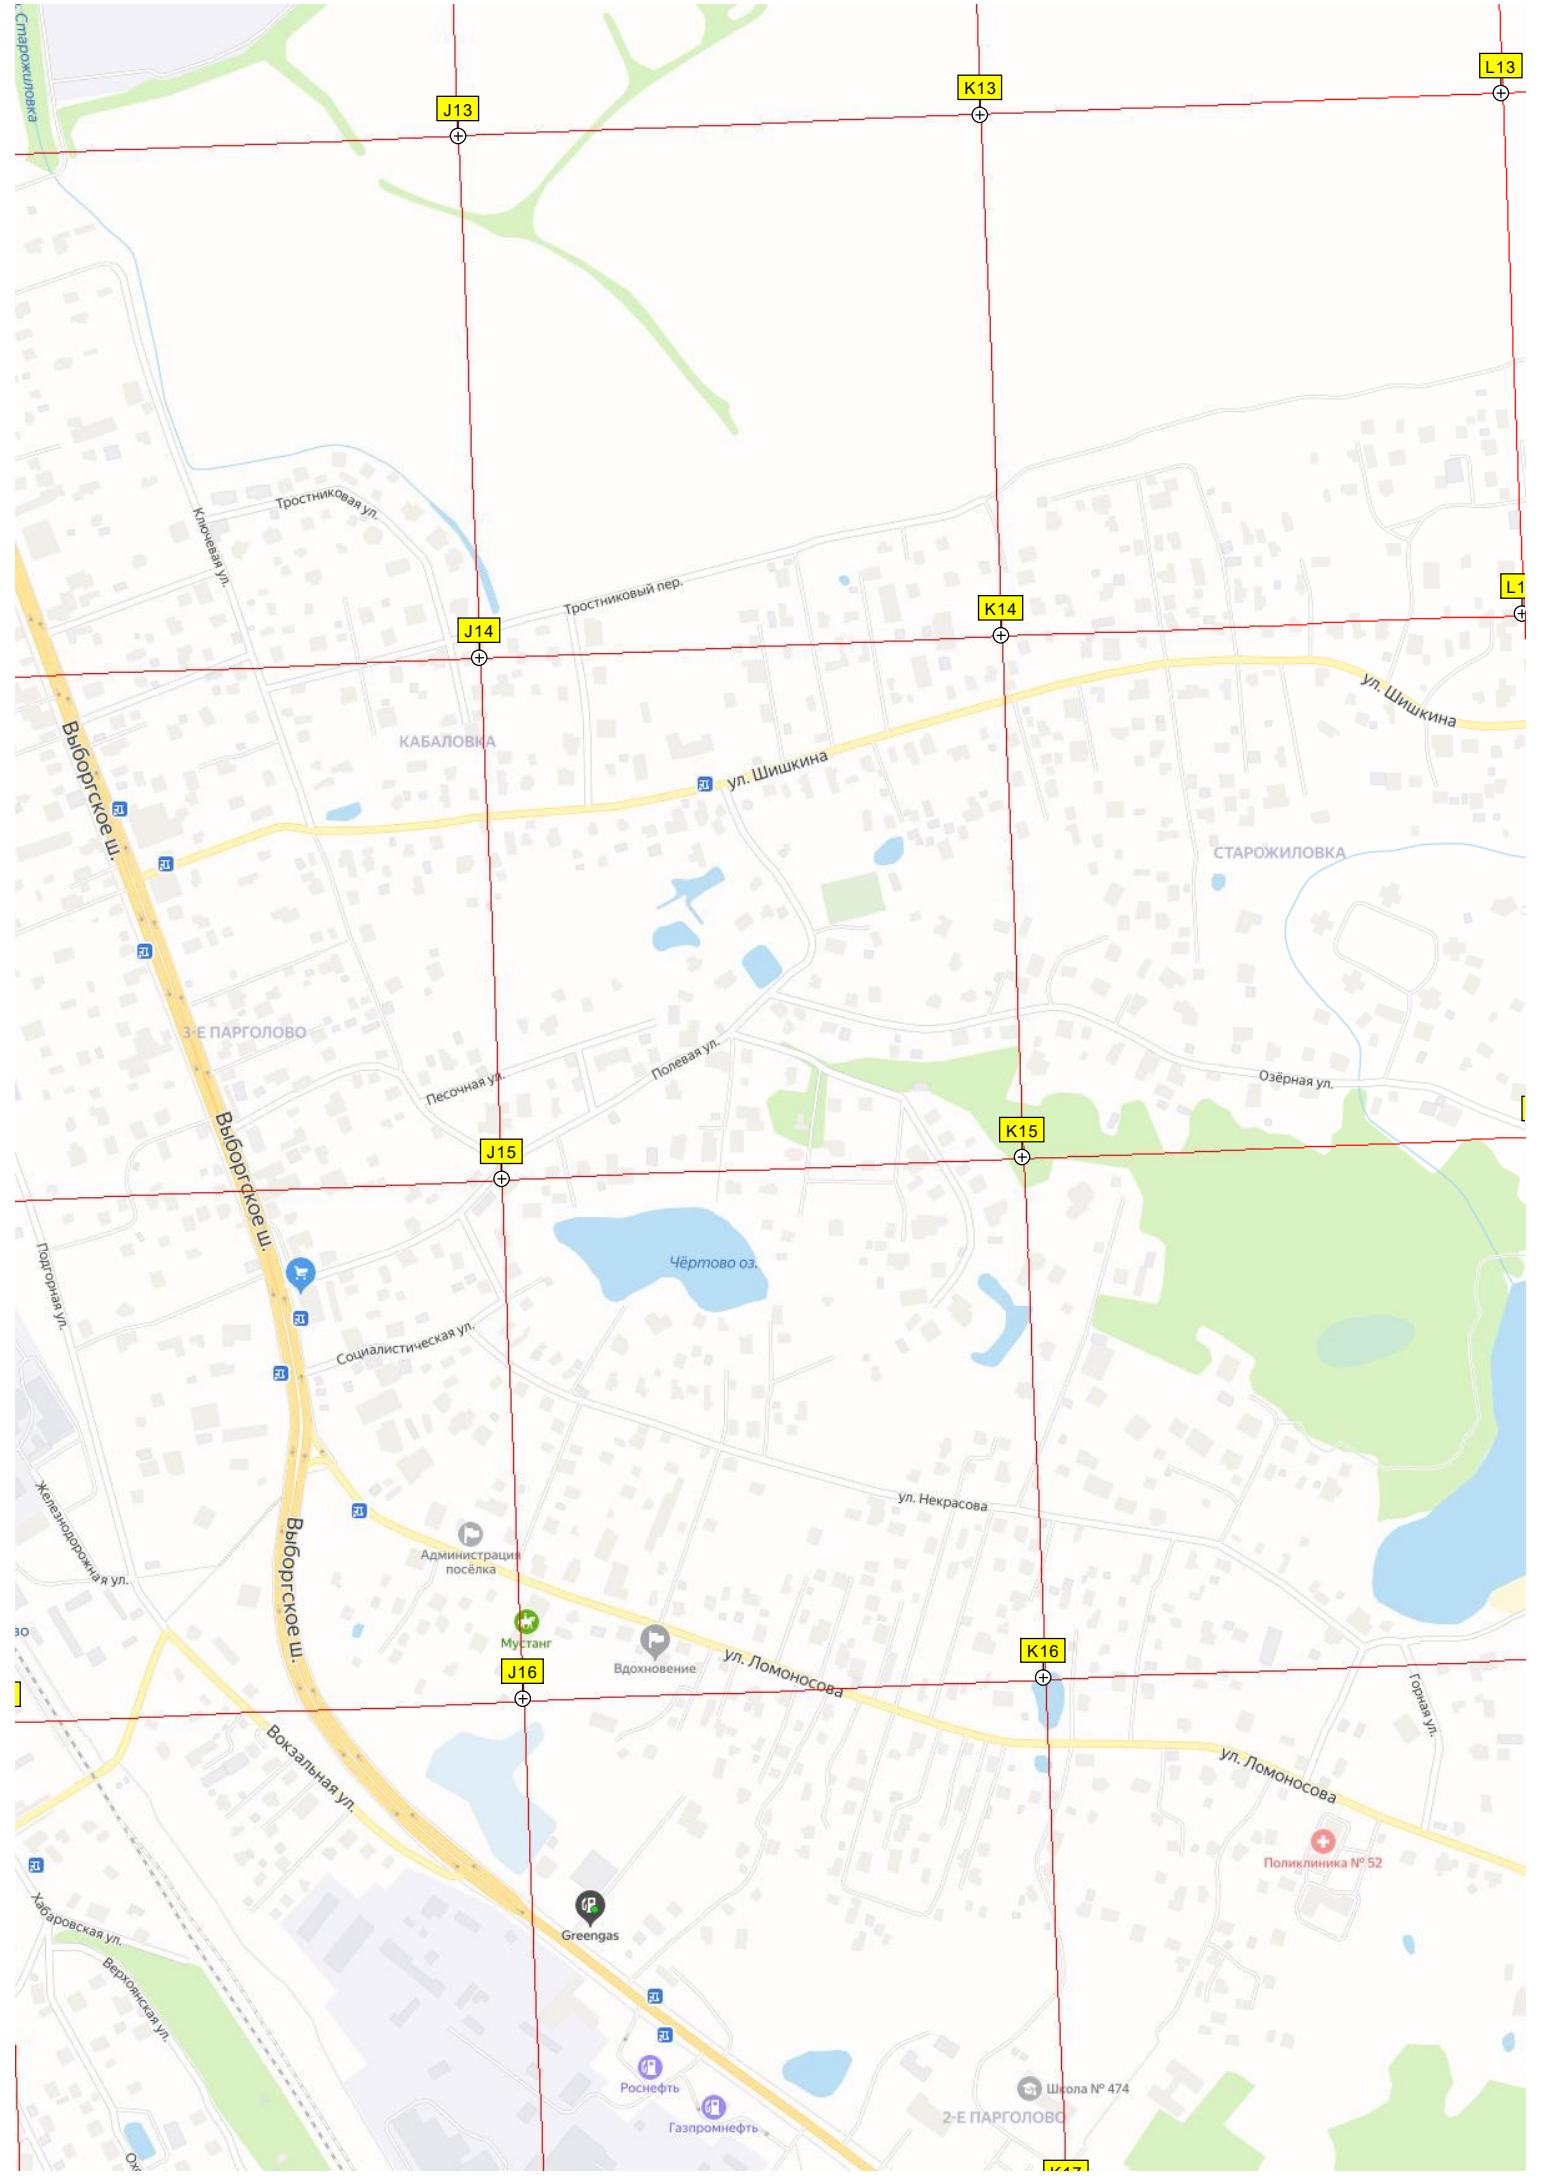 Старожиловка
J13
K13
L13
Тростниковая ул.
Ключевая ул.
Тростниковый пер.
J14
K14
L1
ул. Шишкина
Выборгское ш.
КАБАЛОВКА
ул. Шишкина
СТАРОЖИЛОВКА
3-Е ПАРГОЛОВО
Полевая ул.
Песочная ул.
Озёрная ул.
Выборгское ш.
J15
K15
Чёртово оз.
Подгорная ул.
Социалистическая ул.
ул. Некрасова
Железнодорожная ул.
Выборгское ш.
Администрация
посёлка
Мустанг
Вдохновение
ул. Ломоносова
J16
K16
во
Горная ул.
Вокзальная ул.
ул. Ломоносова
Поликлиника № 52
Хабаровская ул.
Greengas
Верхоянская ул.
Роснефть
Газпромнефть
Школа № 474
2-Е ПАРГОЛОВО
K17